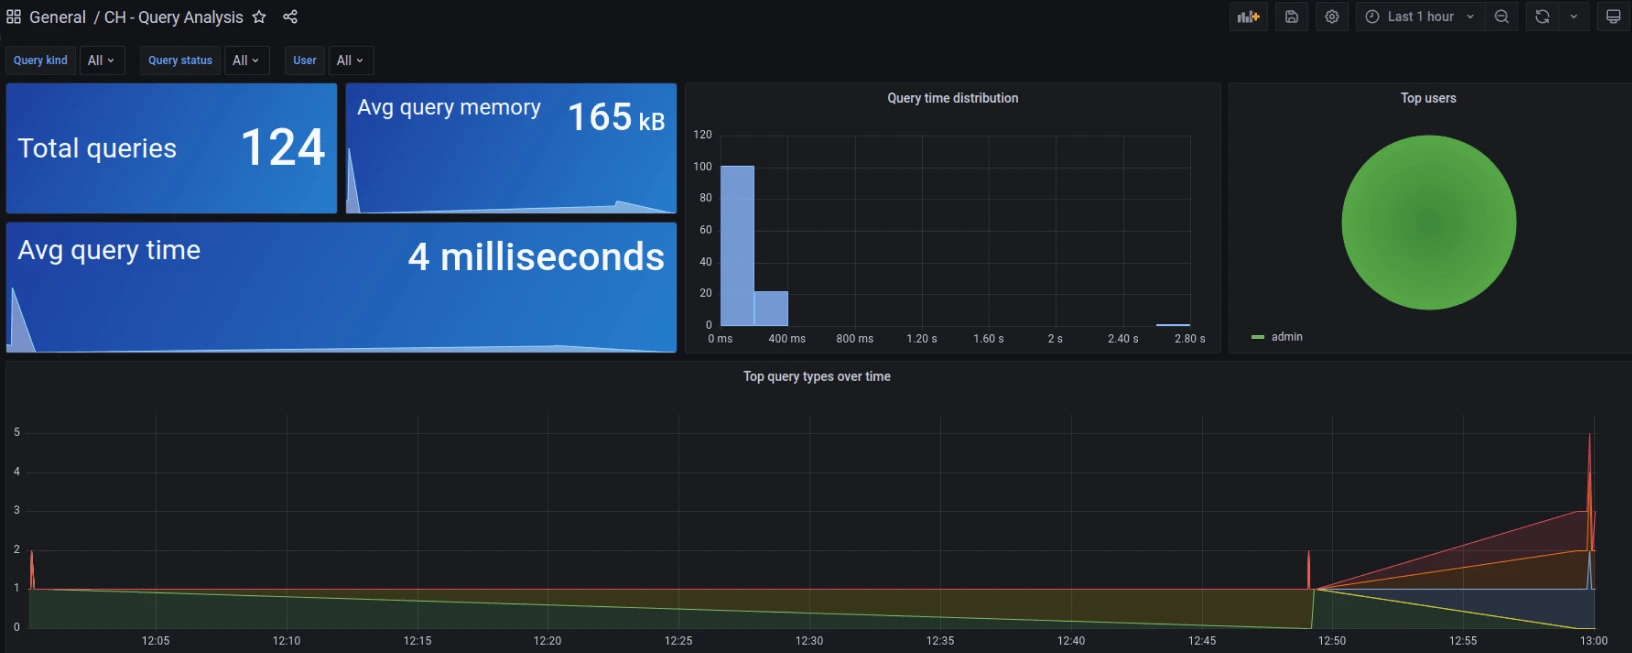 General / CH - Query Analysis
Last 1 hour
Query kind All Query status All User All
Total queries 124
Avg query memory 165 kB
Avg query time 4 milliseconds
Query time distribution
120
100
80
60
40
20
0
0 ms 400 ms 800 ms 1.20 s 1.60 s 2 s 2.40 s 2.80 s
Top users
admin
Top query types over time
5
4
3
2
1
0
12:05 12:10 12:15 12:20 12:25 12:30 12:35 12:40 12:45 12:50 12:55 13:00